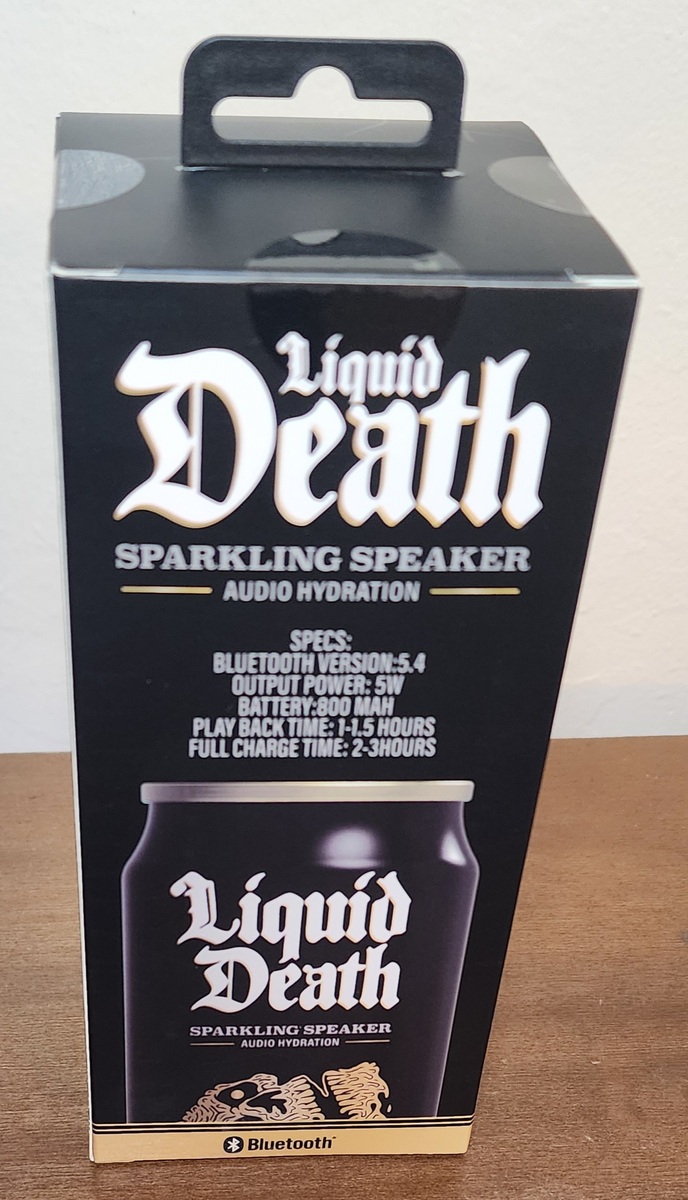 Liquid
Death
SPARKLING SPEAKER
AUDIO HYDRATION
SPECS:
BLUETOOTH VERSION:5.4
OUTPUT POWER: 5W
BATTERY:800 MAH
PLAY BACK TIME: 1-1.5 HOURS
FULL CHARGE TIME: 2-3HOURS
Liquid
Death
SPARKLING SPEAKER
AUDIO HYDRATION
Bluetooth